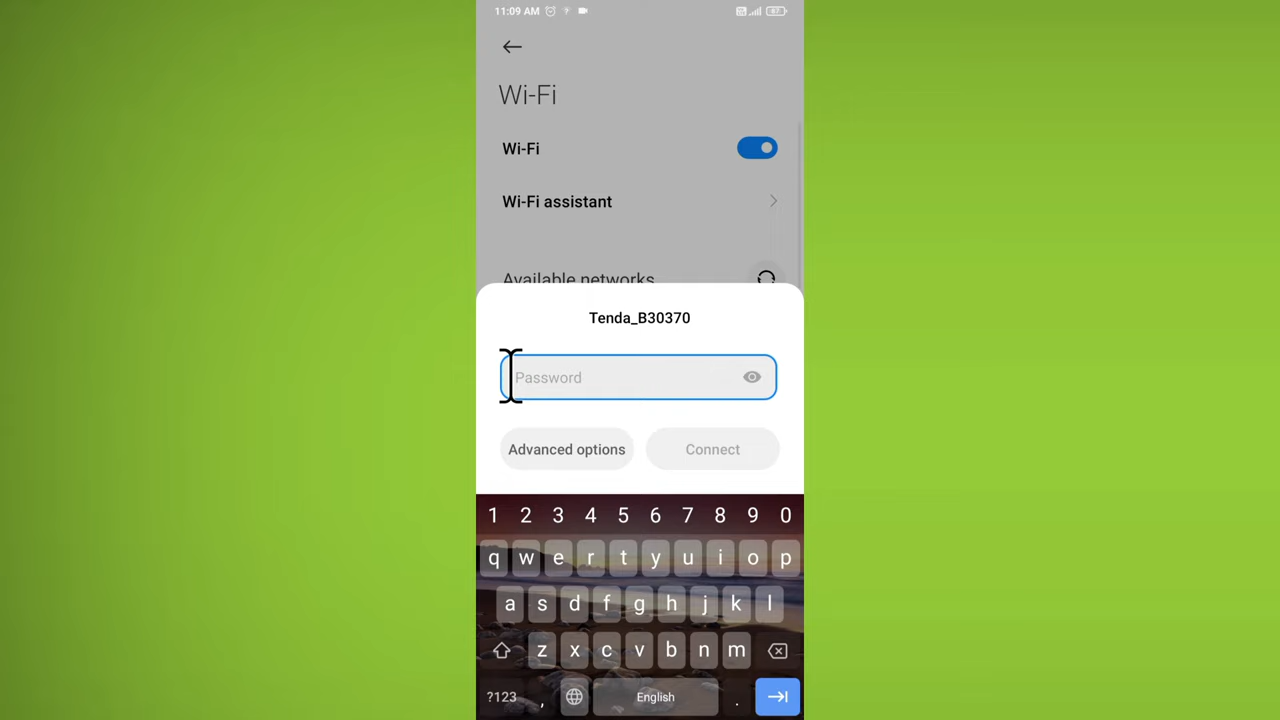 11:09 AM
87
Wi-Fi
Wi-Fi
Wi-Fi assistant
Available networks
Tenda_B30370
Password
Advanced options
Connect
1 2 3 4 5 6 7 8 9 0
q w e r t y u i o p
a s d f g h j k l
z x c v b n m
?123 , English .